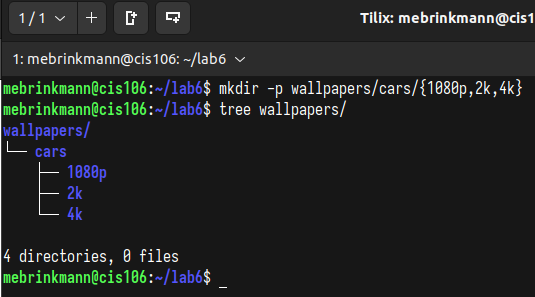 1 / 1
Tilix: mebrinkmann@cis1
1: mebrinkmann@cis106: ~/lab6
mebrinkmann@cis106:~/lab6$ mkdir -p wallpapers/cars/{1080p,2k,4k}
mebrinkmann@cis106:~/lab6$ tree wallpapers/
wallpapers/
└── cars
    ├── 1080p
    ├── 2k
    └── 4k

4 directories, 0 files
mebrinkmann@cis106:~/lab6$ _